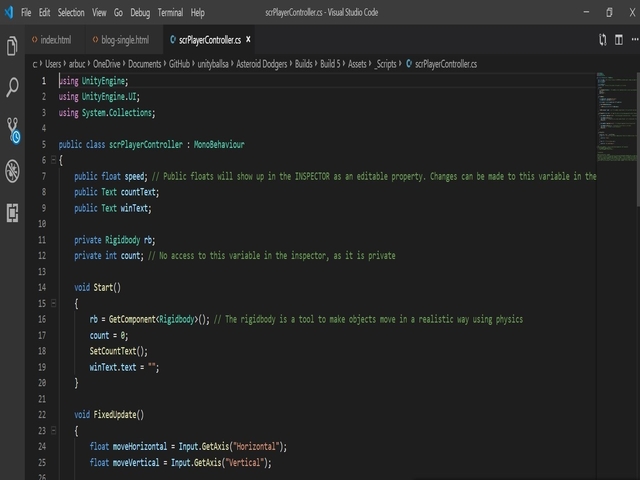 File Edit Selection View Go Debug Terminal Help scrPlayerController.cs - Visual Studio Code
index.html blog-single.html scrPlayerController.cs
c: > Users > arbuc > OneDrive > Documents > GitHub > unityballsa > Asteroid Dodgers > Builds > Build 5 > Assets > _Scripts > scrPlayerController.cs
1 using UnityEngine;
2 using UnityEngine.UI;
3 using System.Collections;
4
5 public class scrPlayerController : MonoBehaviour
6 {
7 public float speed; // Public floats will show up in the INSPECTOR as an editable property. Changes can be made to this variable in the
8 public Text countText;
9 public Text winText;
10
11 private Rigidbody rb;
12 private int count; // No access to this variable in the inspector, as it is private
13
14 void Start()
15 {
16 rb = GetComponent<Rigidbody>(); // The rigidbody is a tool to make objects move in a realistic way using physics
17 count = 0;
18 SetCountText();
19 winText.text = "";
20 }
21
22 void FixedUpdate()
23 {
24 float moveHorizontal = Input.GetAxis("Horizontal");
25 float moveVertical = Input.GetAxis("Vertical");
26